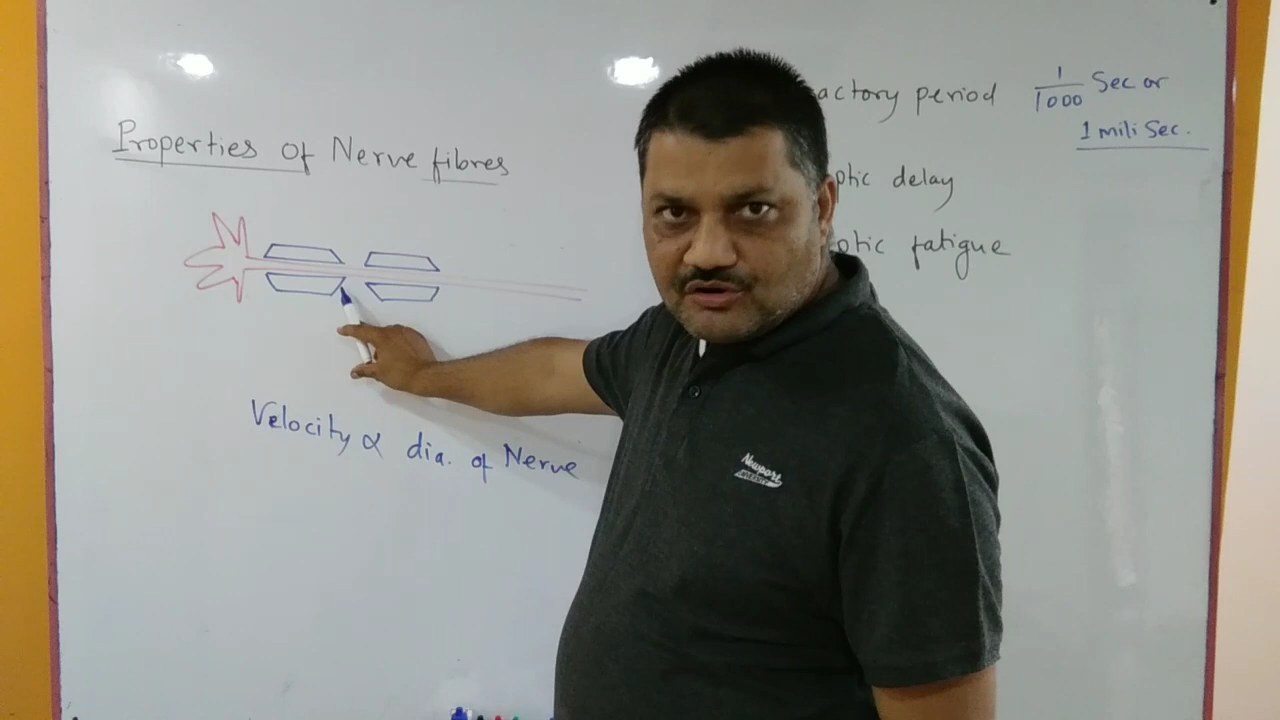 Properties of Nerve fibres
Velocity ∝ dia. of Nerve
actory period 1/1000 Sec or
1 mili Sec.
ptic delay
ptic fatigue
Newport